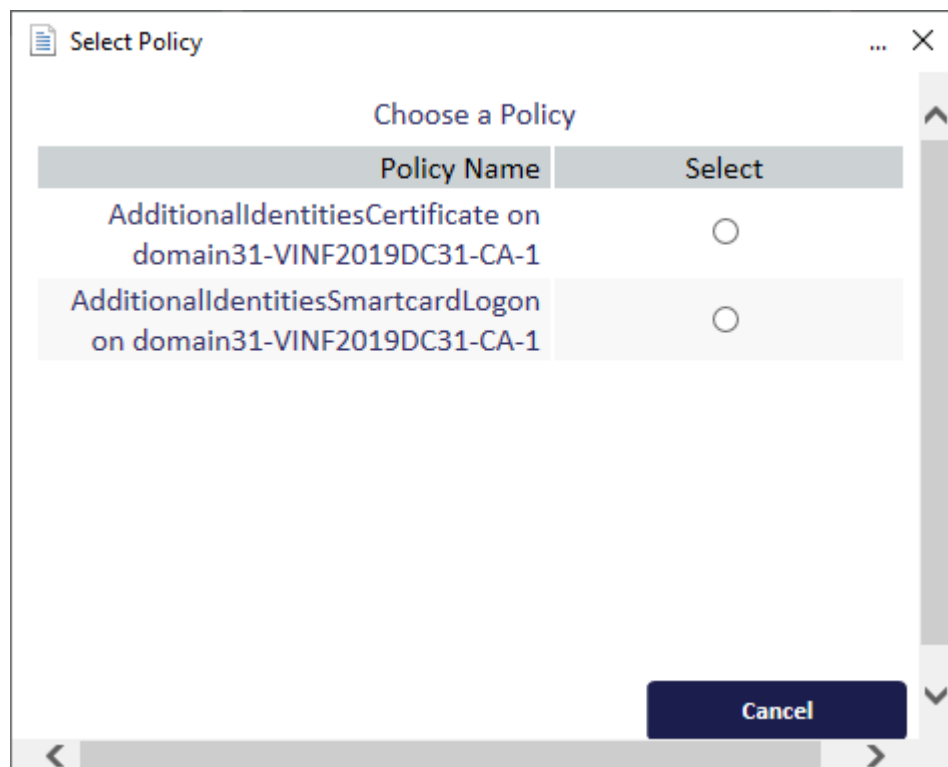 Select Policy
...
Choose a Policy
Policy Name Select
AdditionalIdentitiesCertificate on
domain31-VINF2019DC31-CA-1
AdditionalIdentitiesSmartcardLogon
on domain31-VINF2019DC31-CA-1
Cancel